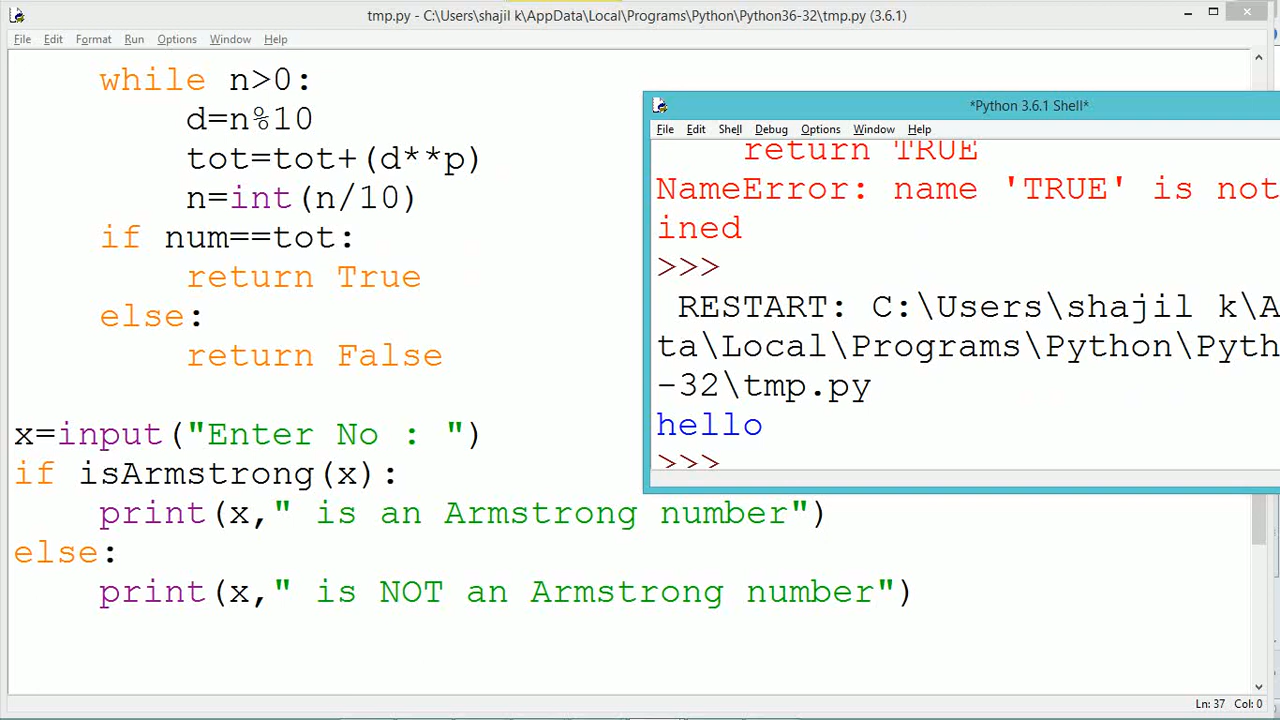 tmp.py - C:\Users\shajil k\AppData\Local\Programs\Python\Python36-32\tmp.py (3.6.1)
File Edit Format Run Options Window Help
while n>0:
d=n%10
tot=tot+(d**p)
n=int(n/10)
if num==tot:
return True
else:
return False
x=input("Enter No : ")
if isArmstrong(x):
print(x," is an Armstrong number")
else:
print(x," is NOT an Armstrong number")
Ln: 37 Col: 0
*Python 3.6.1 Shell*
File Edit Shell Debug Options Window Help
return TRUE
NameError: name 'TRUE' is not
ined
>>>
RESTART: C:\Users\shajil k\A
ta\Local\Programs\Python\Pyth
-32\tmp.py
hello
>>>